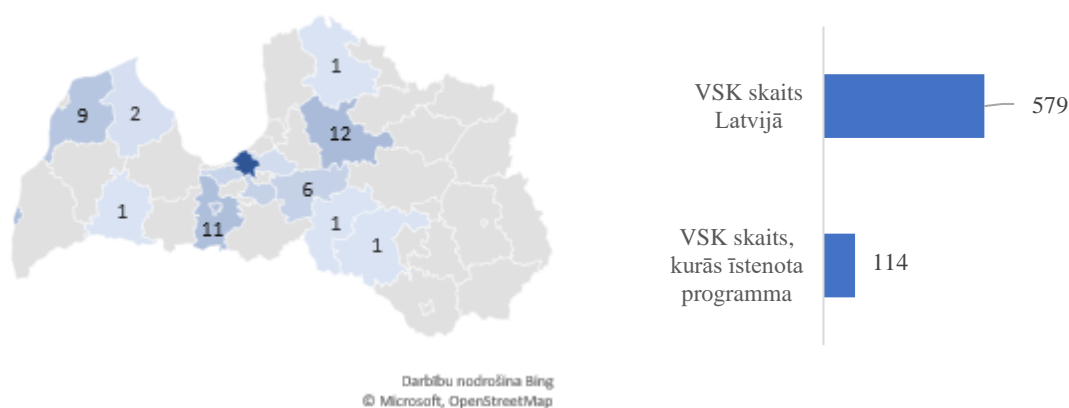 1
9
2
12
6
1
1
11
1
Darbību nodrošina Bing
© Microsoft, OpenStreetMap
VSK skaits
Latvijā
579
VSK skaits,
kurās īstenota
programma
114